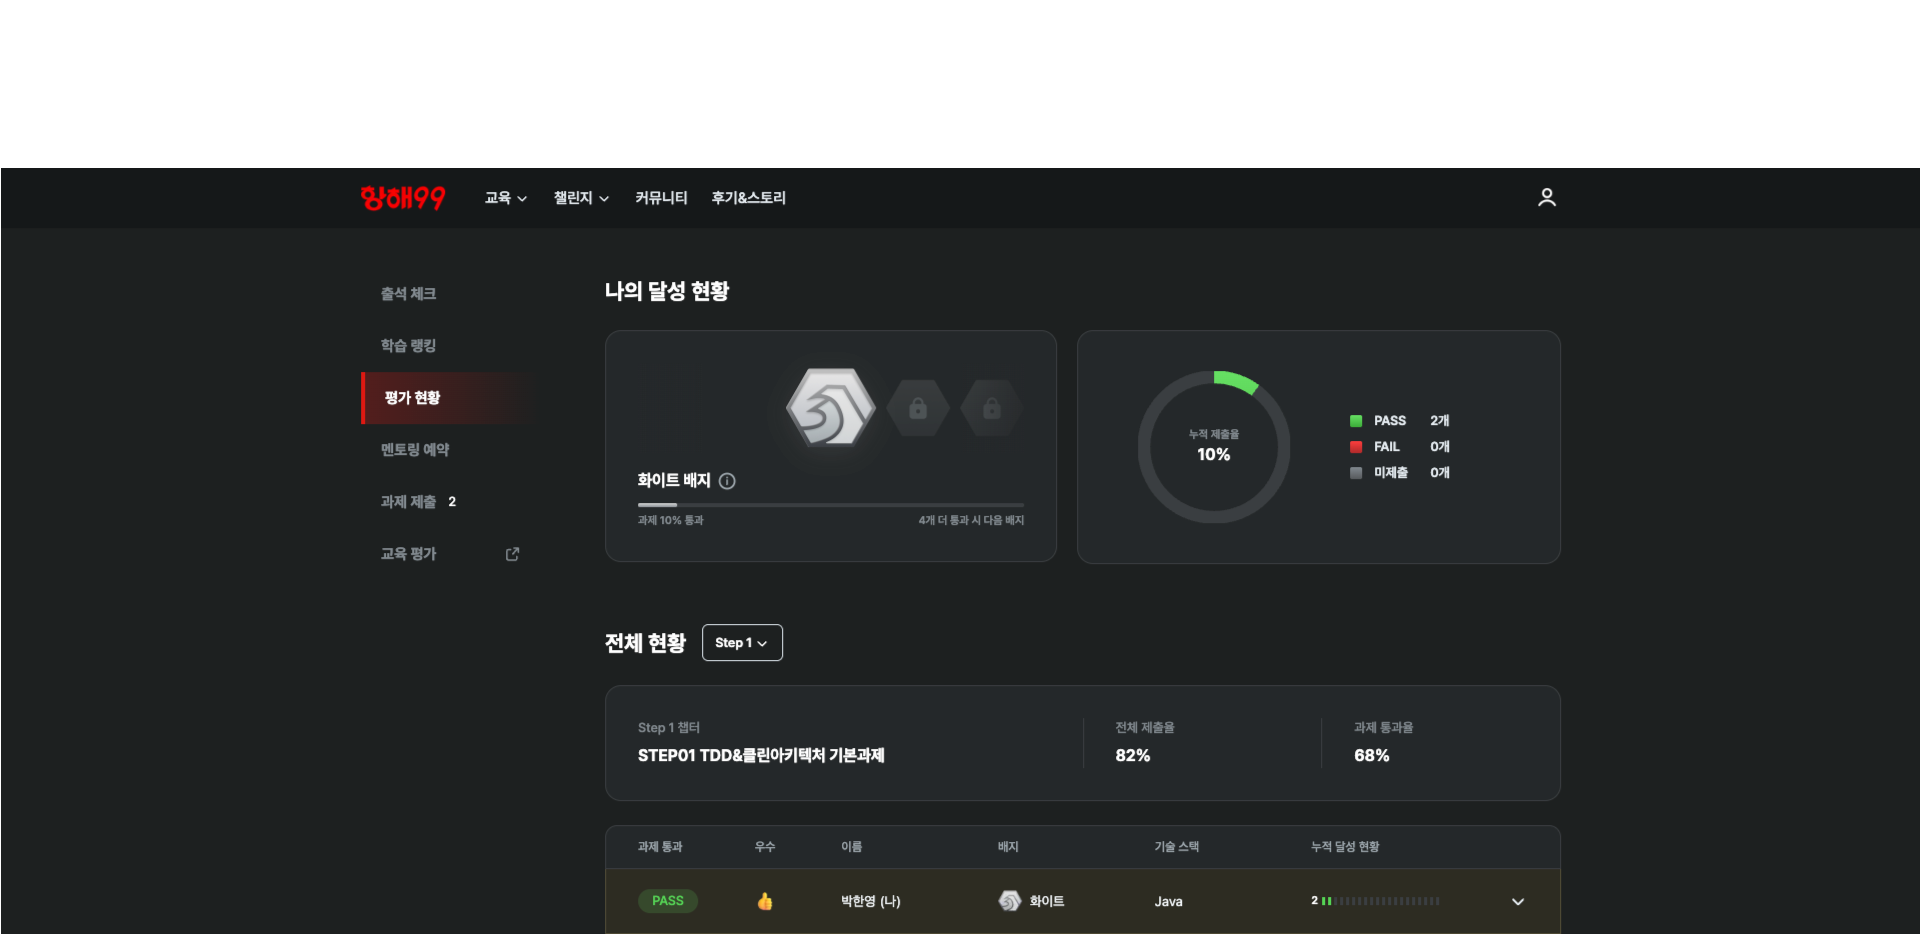 항해99
교육
챌린지
커뮤니티
후기&스토리
출석 체크
학습 랭킹
평가 현황
멘토링 예약
과제 제출 2
교육 평가
나의 달성 현황
화이트 배지
과제 10% 통과
4개 더 통과 시 다음 배지
누적 제출율
10%
PASS 2개
FAIL 0개
미제출 0개
전체 현황
Step 1
Step 1 챕터
STEP01 TDD&클린아키텍처 기본과제
전체 제출율
82%
과제 통과율
68%
과제 통과 우수 이름 배지 기술 스택 누적 달성 현황
PASS 박한영 (나) 화이트 Java 2